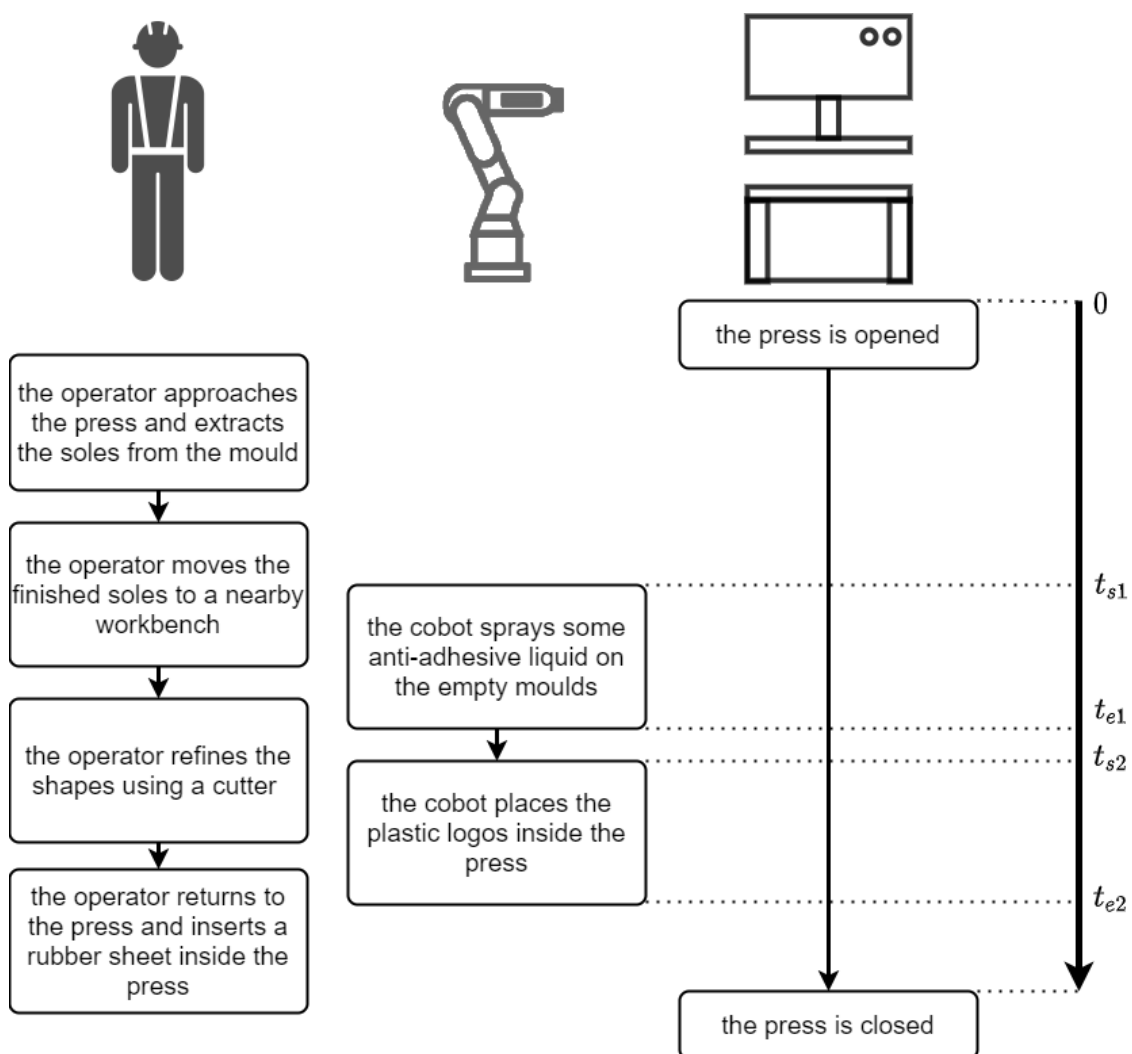 0
the press is opened
the operator approaches
the press and extracts
the soles from the mould
the operator moves the
finished soles to a nearby
workbench
t_{s1}
the cobot sprays some
anti-adhesive liquid on
the empty moulds
t_{e1}
the operator refines the
shapes using a cutter
t_{s2}
the cobot places the
plastic logos inside the
press
t_{e2}
the operator returns to
the press and inserts a
rubber sheet inside the
press
the press is closed